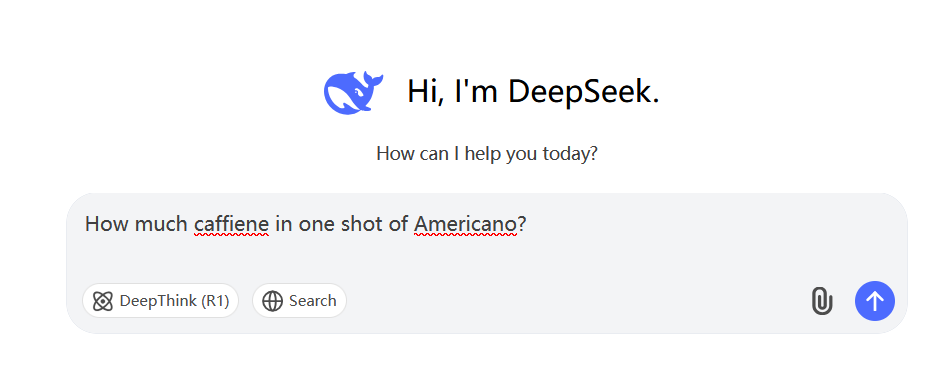 Hi, I'm DeepSeek.
How can I help you today?
How much caffiene in one shot of Americano?
DeepThink (R1) Search